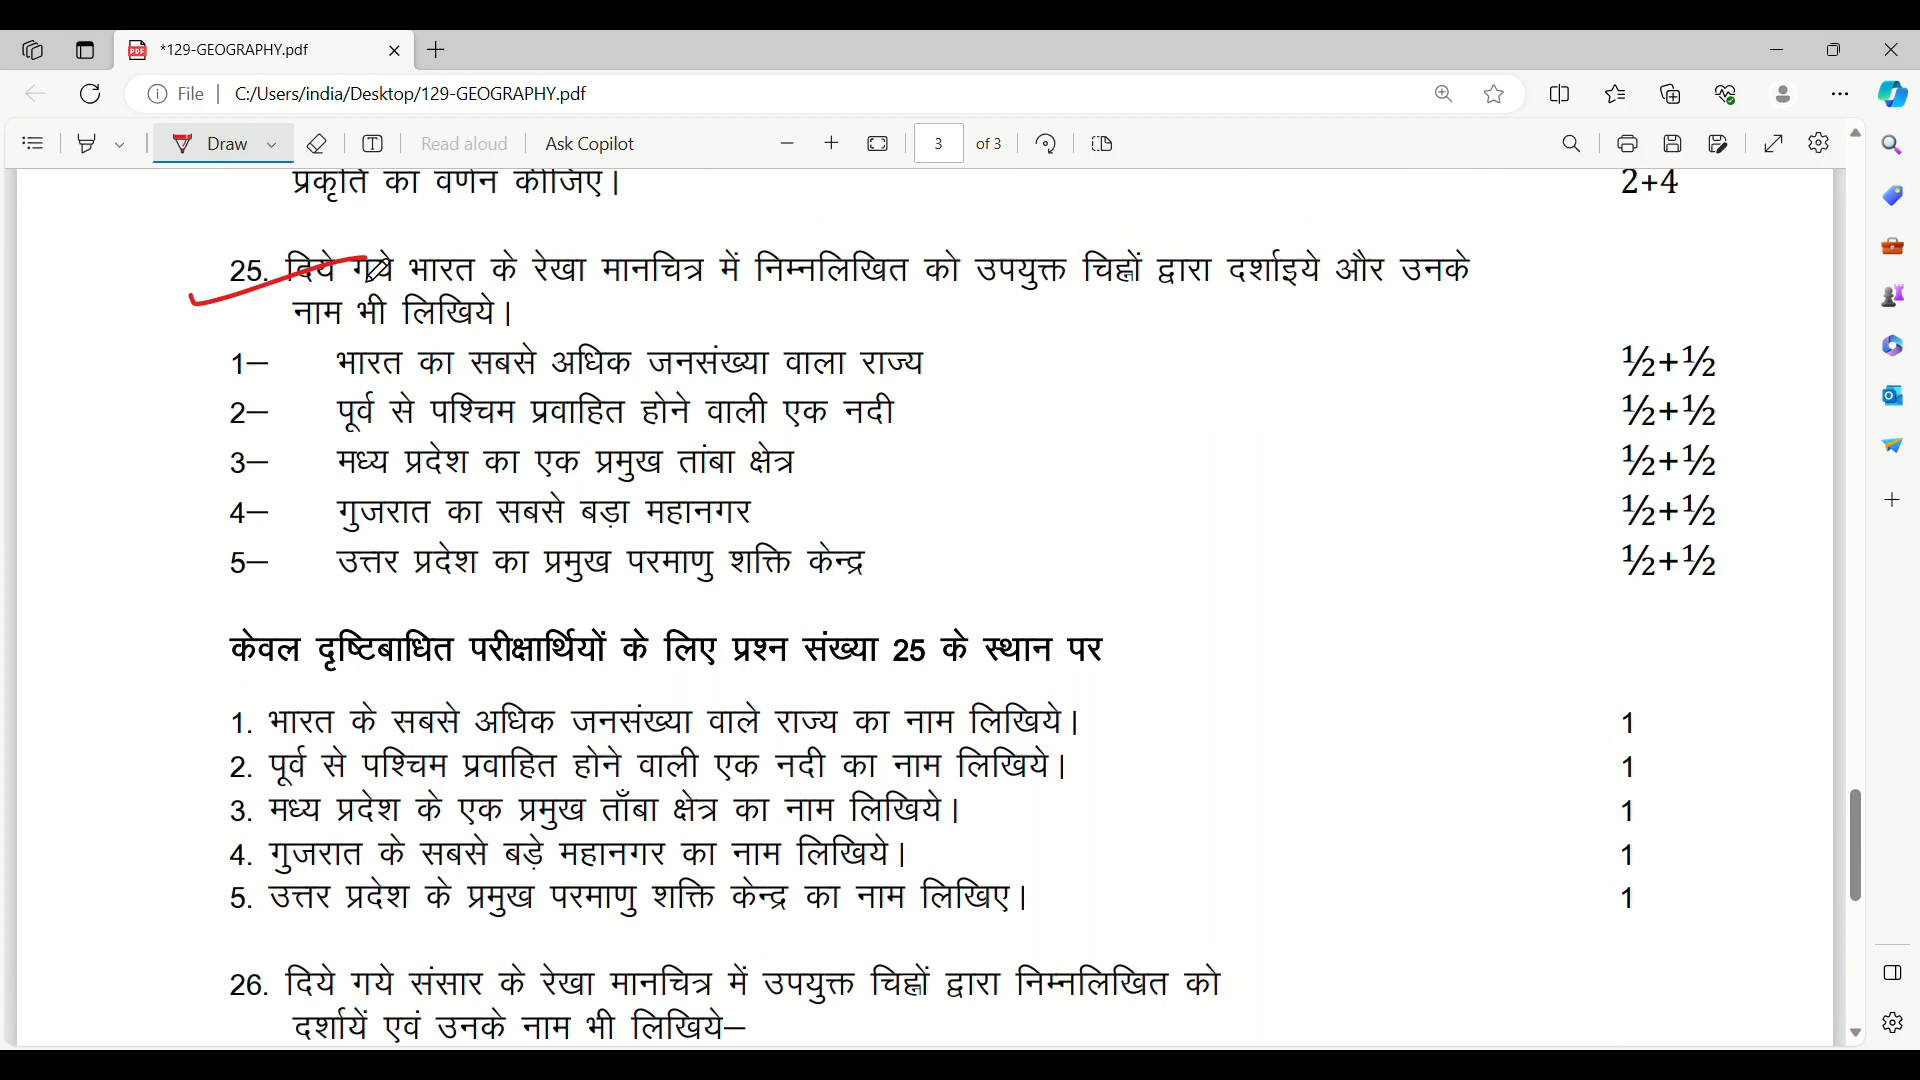 *129-GEOGRAPHY.pdf
File C:/Users/india/Desktop/129-GEOGRAPHY.pdf
Draw Read aloud Ask Copilot 3 of 3
प्रकृति का वर्णन कीजिए। 2+4
25. दिये गये भारत के रेखा मानचित्र में निम्नलिखित को उपयुक्त चिह्नों द्वारा दर्शाइये और उनके
नाम भी लिखिये।
1– भारत का सबसे अधिक जनसंख्या वाला राज्य ½+½
2– पूर्व से पश्चिम प्रवाहित होने वाली एक नदी ½+½
3– मध्य प्रदेश का एक प्रमुख तांबा क्षेत्र ½+½
4– गुजरात का सबसे बड़ा महानगर ½+½
5– उत्तर प्रदेश का प्रमुख परमाणु शक्ति केन्द्र ½+½
केवल दृष्टिबाधित परीक्षार्थियों के लिए प्रश्न संख्या 25 के स्थान पर
1. भारत के सबसे अधिक जनसंख्या वाले राज्य का नाम लिखिये। 1
2. पूर्व से पश्चिम प्रवाहित होने वाली एक नदी का नाम लिखिये। 1
3. मध्य प्रदेश के एक प्रमुख ताँबा क्षेत्र का नाम लिखिये। 1
4. गुजरात के सबसे बड़े महानगर का नाम लिखिये। 1
5. उत्तर प्रदेश के प्रमुख परमाणु शक्ति केन्द्र का नाम लिखिए। 1
26. दिये गये संसार के रेखा मानचित्र में उपयुक्त चिह्नों द्वारा निम्नलिखित को
दर्शायें एवं उनके नाम भी लिखिये–